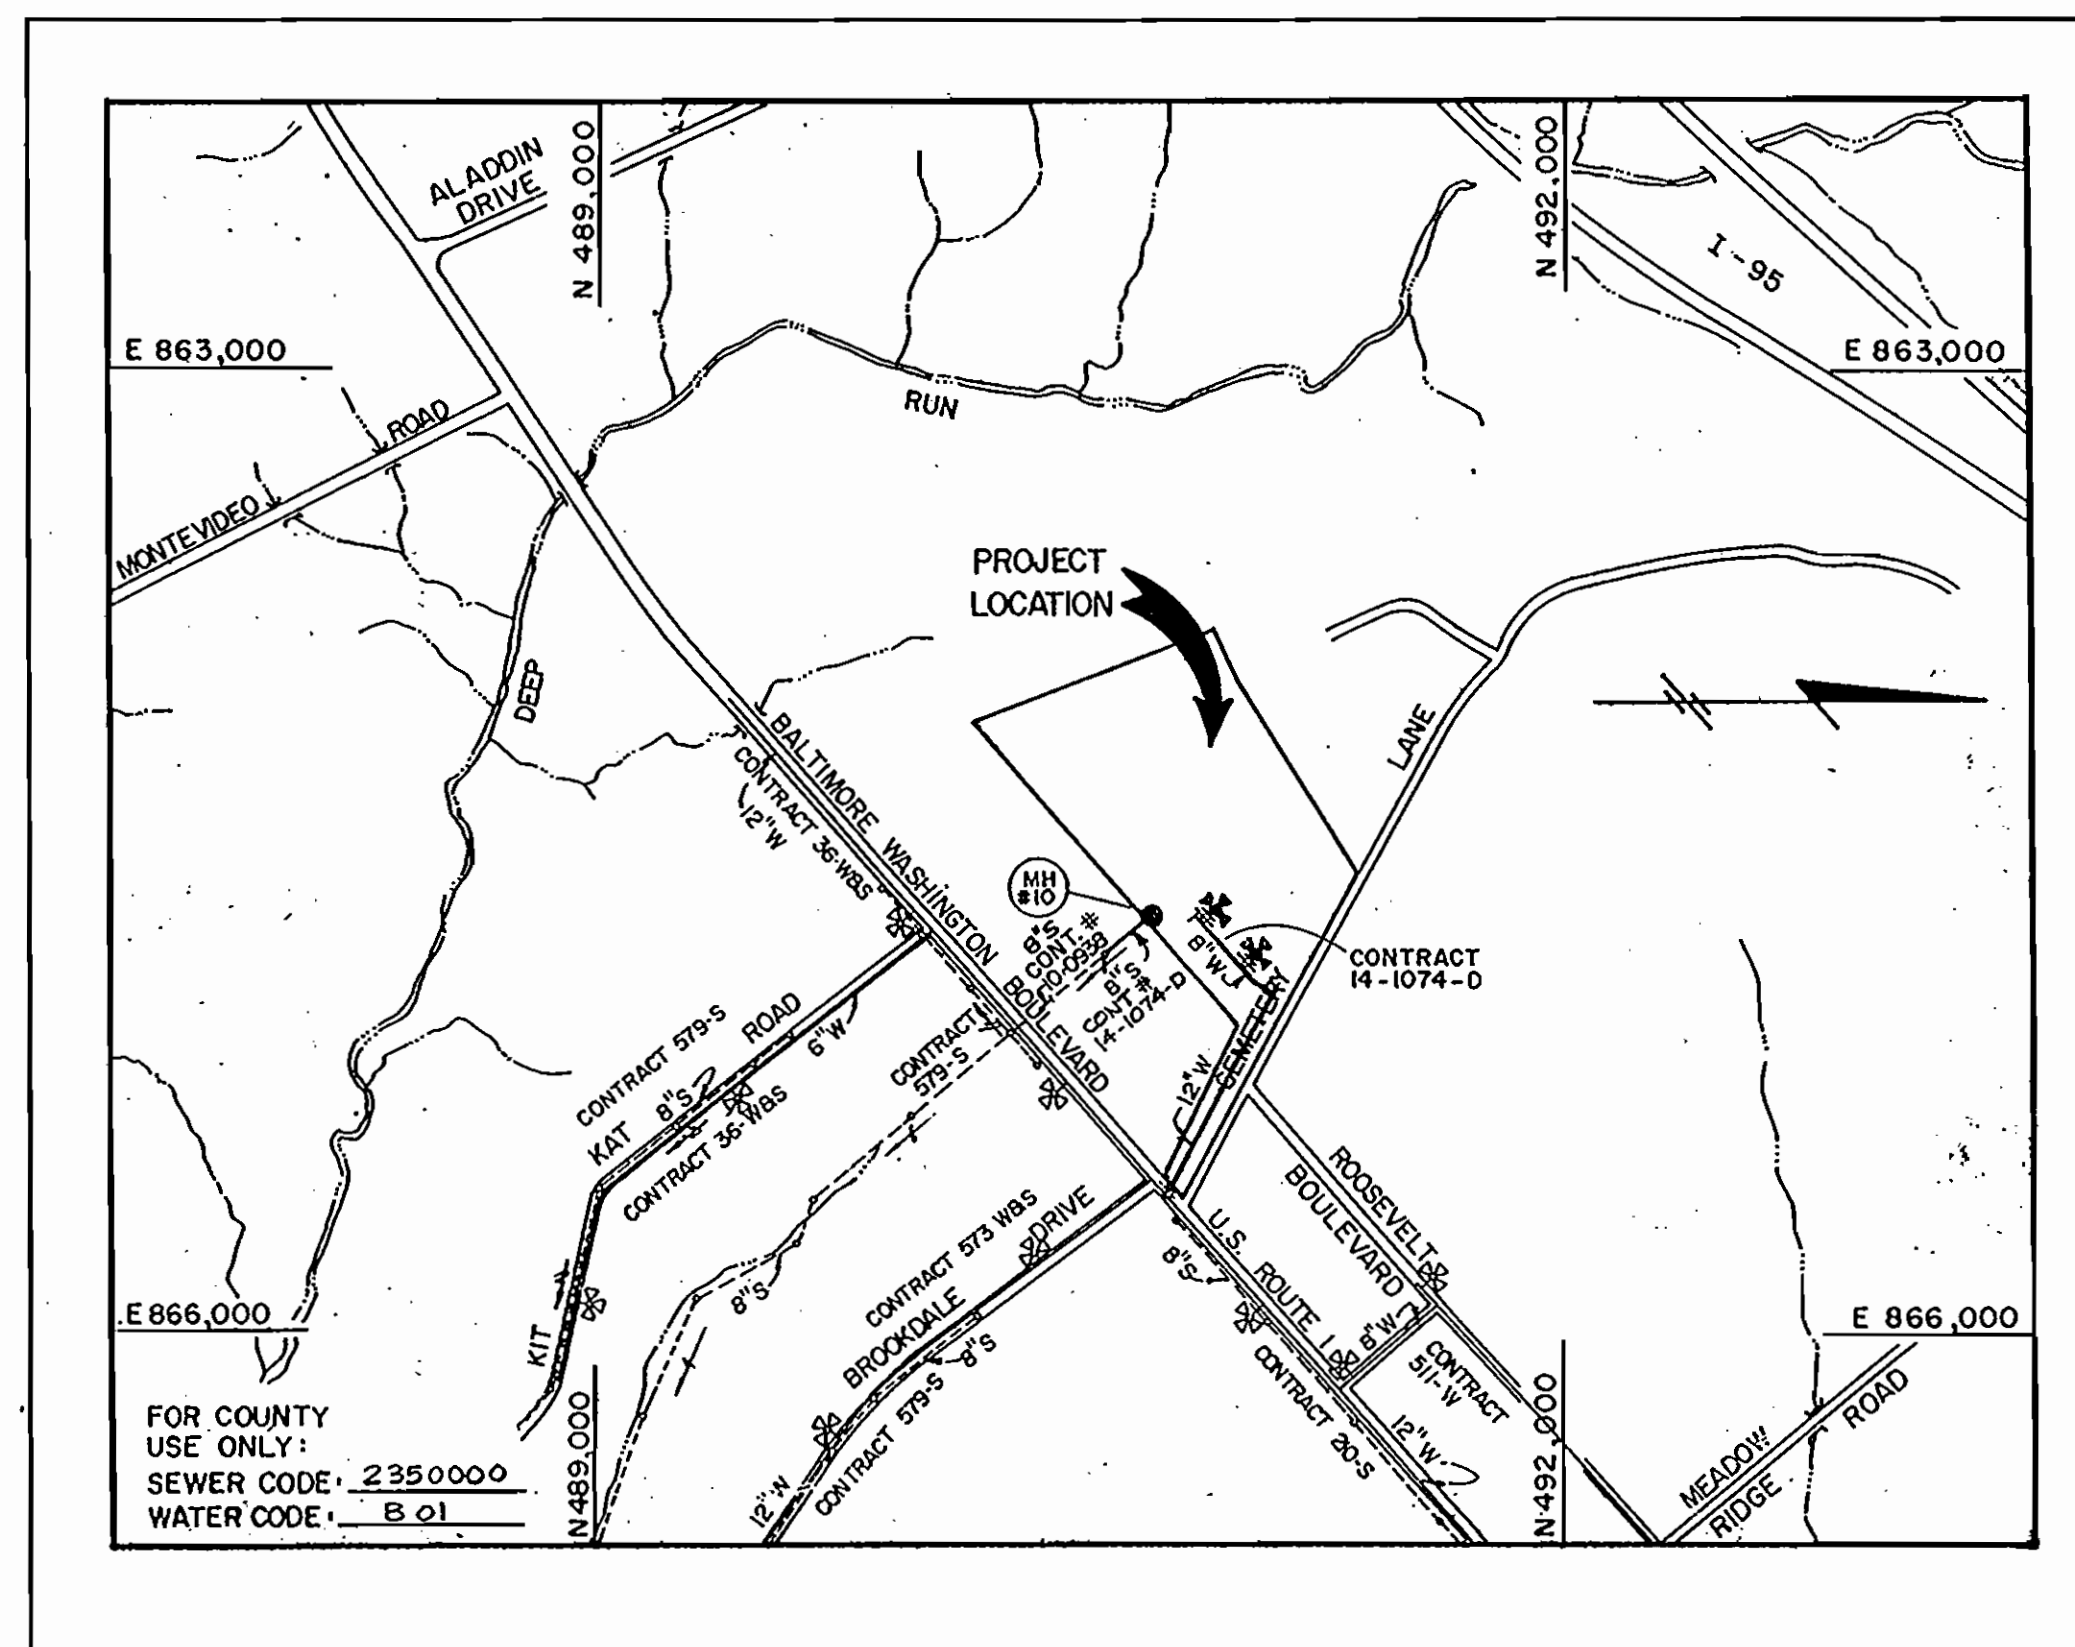 ALADDIN
DRIVE
N 489,000
N 492,000
I-95
E 863,000
E 863,000
RUN
MONTEVIDEO ROAD
DEEP
PROJECT
LOCATION
LANE
BALTIMORE WASHINGTON BOULEVARD
CONTRACT 36-W&S
12"W
MH
#10
8"S
CONT. #
10-0938
8"S
CONT #
14-1074-D
8"W
CONTRACT
14-1074-D
CEMETERY
12"W
CONTRACT 579-S
KIT KAT ROAD
8"S
6"W
CONTRACT 36-W&S
CONTRACT
579-S
8"S
CONTRACT 573 W&S
BROOKDALE DRIVE
8"S
CONTRACT 579-S
12"W
U.S. ROUTE 1
8"S
CONTRACT 20-S
ROOSEVELT
BOULEVARD
8"W
CONTRACT
511-W
12"W
E 866,000
E 866,000
N 489,000
N 492,000
MEADOW
RIDGE ROAD
FOR COUNTY
USE ONLY:
SEWER CODE: 2350000
WATER CODE: B 01